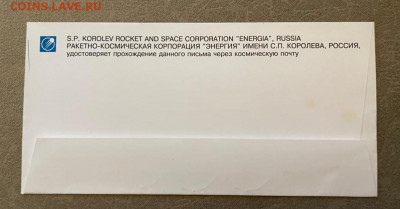 COINS-LAVE.RU
S.P. KOROLEV ROCKET AND SPACE CORPORATION "ENERGIA", RUSSIA
РАКЕТНО-КОСМИЧЕСКАЯ КОРПОРАЦИЯ "ЭНЕРГИЯ" ИМЕНИ С.П. КОРОЛЕВА, РОССИЯ,
удостоверяет прохождение данного письма через космическую почту